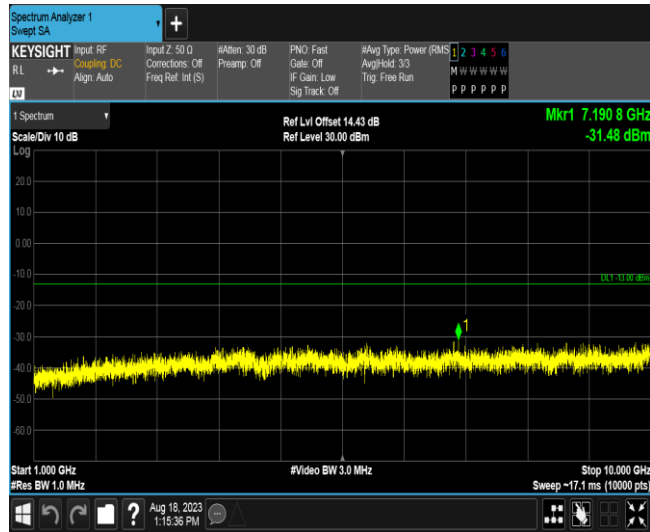 Spectrum Analyzer 1
Swept SA
+
KEYSIGHT Input: RF Input Z: 50 Ω #Atten: 30 dB PNO: Fast #Avg Type: Power (RMS 1 2 3 4 5 6
RL Coupling: DC Corrections: Off Preamp: Off Gate: Off Avg|Hold: 3/3 M W W W W W
Align: Auto Freq Ref: Int (S) IF Gain: Low Trig: Free Run
Sig Track: Off P P P P P P
LXI
1 Spectrum Ref Lvl Offset 14.43 dB Mkr1 7.190 8 GHz
Scale/Div 10 dB Ref Level 30.00 dBm -31.48 dBm
Log
20.0
10.0
0.00
-10.0
DL1 -13.00 dBm
-20.0
1
-30.0
-40.0
-50.0
-60.0
Start 1.000 GHz #Video BW 3.0 MHz Stop 10.000 GHz
#Res BW 1.0 MHz Sweep ~17.1 ms (10000 pts)
? Aug 18, 2023
1:15:36 PM